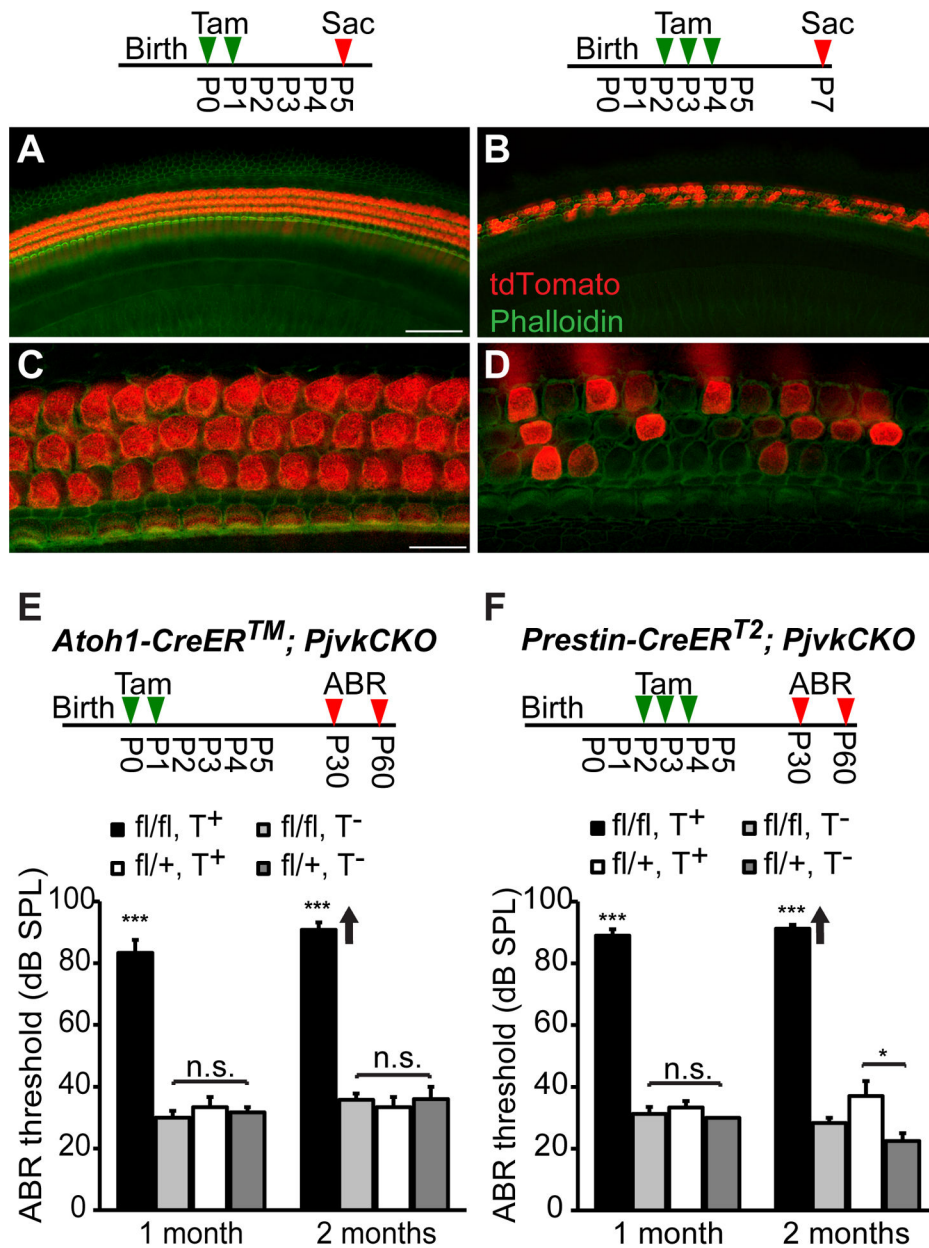 Tam Sac
Birth
P0 P1 P2 P3 P4 P5
Tam Sac
Birth
P0 P1 P2 P3 P4 P5 P7
A
B
tdTomato
Phalloidin
C
D
E
Atoh1-CreER^TM; PjvkCKO
Tam ABR
Birth
P0 P1 P2 P3 P4 P5 P30 P60
fl/fl, T+ fl/fl, T-
fl/+, T+ fl/+, T-
ABR threshold (dB SPL)
100
80
60
40
20
0
*** ***
n.s. n.s.
1 month 2 months
F
Prestin-CreER^T2; PjvkCKO
Tam ABR
Birth
P0 P1 P2 P3 P4 P5 P30 P60
fl/fl, T+ fl/fl, T-
fl/+, T+ fl/+, T-
ABR threshold (dB SPL)
100
80
60
40
20
0
*** ***
n.s. *
1 month 2 months